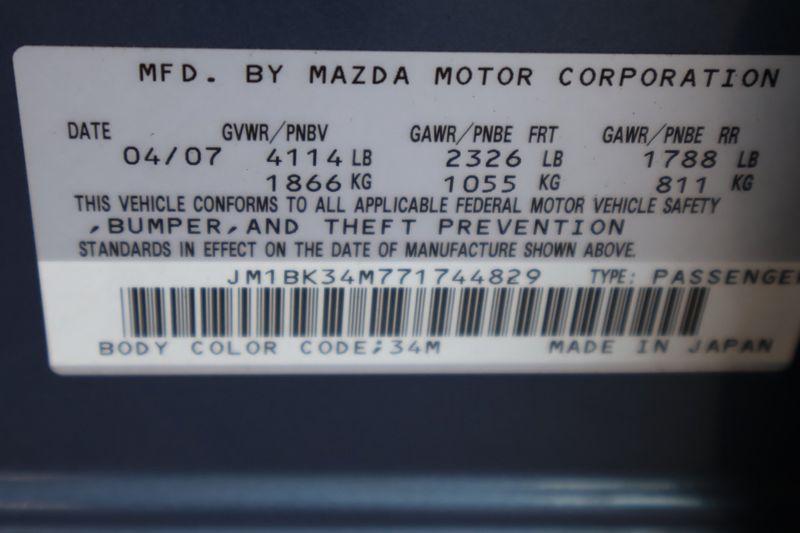 MFD. BY MAZDA MOTOR CORPORATION
DATE GVWR/PNBV GAWR/PNBE FRT GAWR/PNBE RR
04/07 4114 LB 2326 LB 1788 LB
1866 KG 1055 KG 811 KG
THIS VEHICLE CONFORMS TO ALL APPLICABLE FEDERAL MOTOR VEHICLE SAFETY
,BUMPER,AND THEFT PREVENTION
STANDARDS IN EFFECT ON THE DATE OF MANUFACTURE SHOWN ABOVE.
JM1BK34M771744829 TYPE: PASSENGE
BODY COLOR CODE;34M MADE IN JAPAN